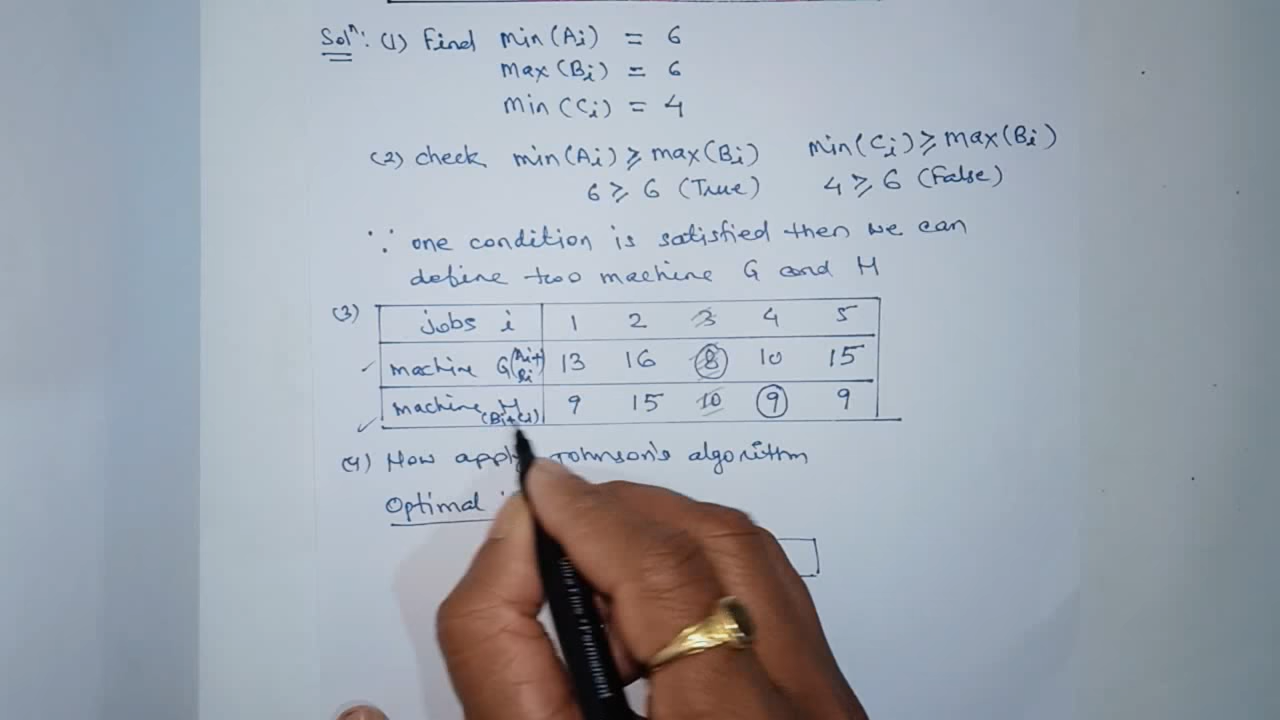 Solⁿ: (1) Find min(Ai) = 6
max(Bi) = 6
min(Ci) = 4
(2) check min(Ai) ⩾ max(Bi) min(Ci) ⩾ max(Bi)
6 ⩾ 6 (True) 4 ⩾ 6 (False)
∵ one condition is satisfied then we can
define two machine G and H
(3) jobs i 1 2 3 4 5
machine G(Ai+Bi) 13 16 8 10 15
machine H (Bi+Ci) 9 15 10 9 9
(4) Now apply Johnson's algorithm
Optimal